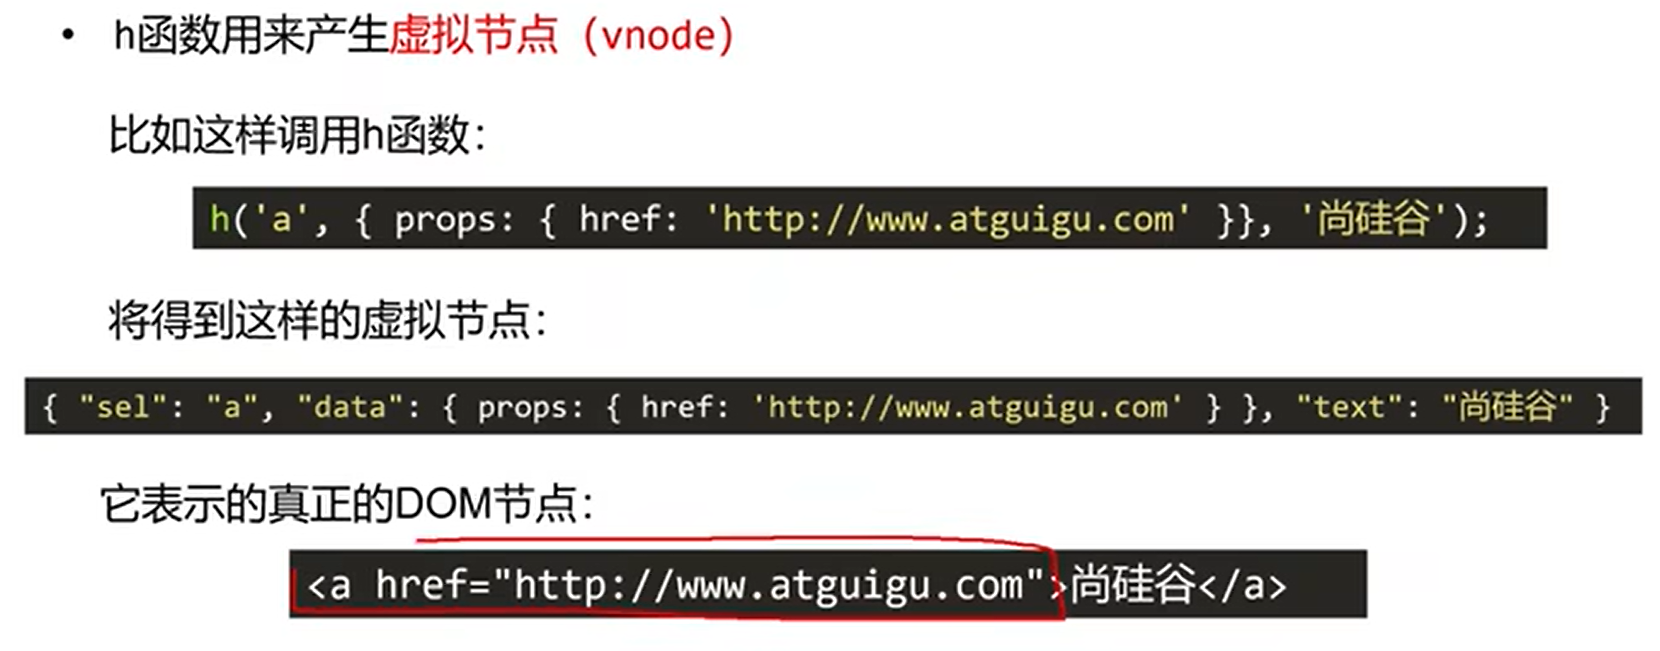 • h函数用来产生虚拟节点（vnode）
比如这样调用h函数：
h('a', { props: { href: 'http://www.atguigu.com' }}, '尚硅谷');
将得到这样的虚拟节点：
{ "sel": "a", "data": { props: { href: 'http://www.atguigu.com' } }, "text": "尚硅谷" }
它表示的真正的DOM节点：
<a href="http://www.atguigu.com">尚硅谷</a>